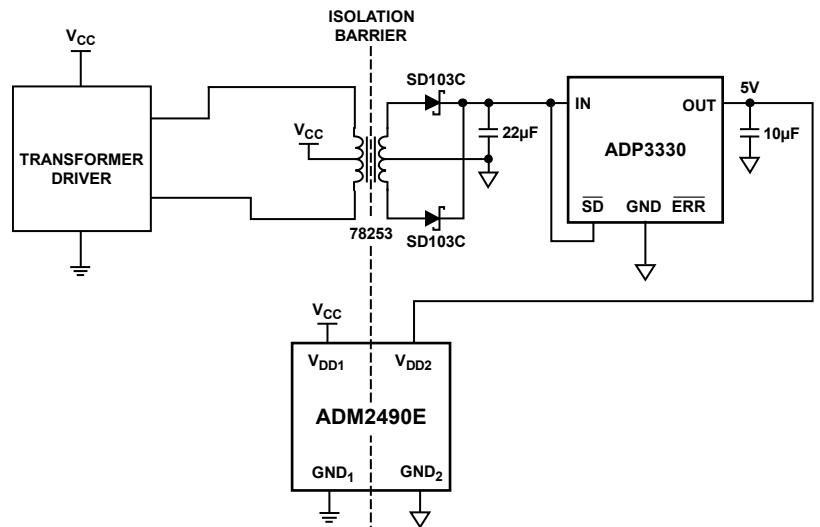 ISOLATION
BARRIER
VCC
SD103C
5V
IN
OUT
VCC
22µF
10µF
TRANSFORMER
DRIVER
ADP3330
SD
GND
ERR
78253
SD103C
VCC
VDD1
VDD2
ADM2490E
GND1
GND2